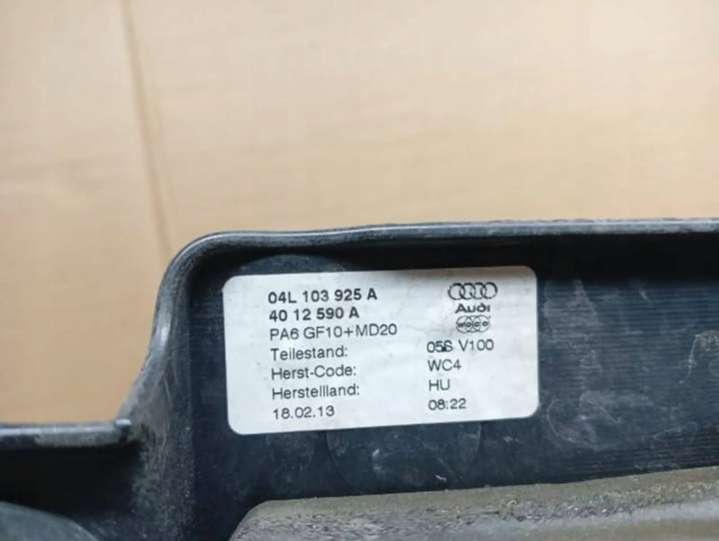 04L 103 925 A
40 12 590 A
Audi
PA6 GF10+MD20
WOCO
Teilestand: 05S V100
Herst-Code: WC4
Herstellland: HU
18.02.13 08:22